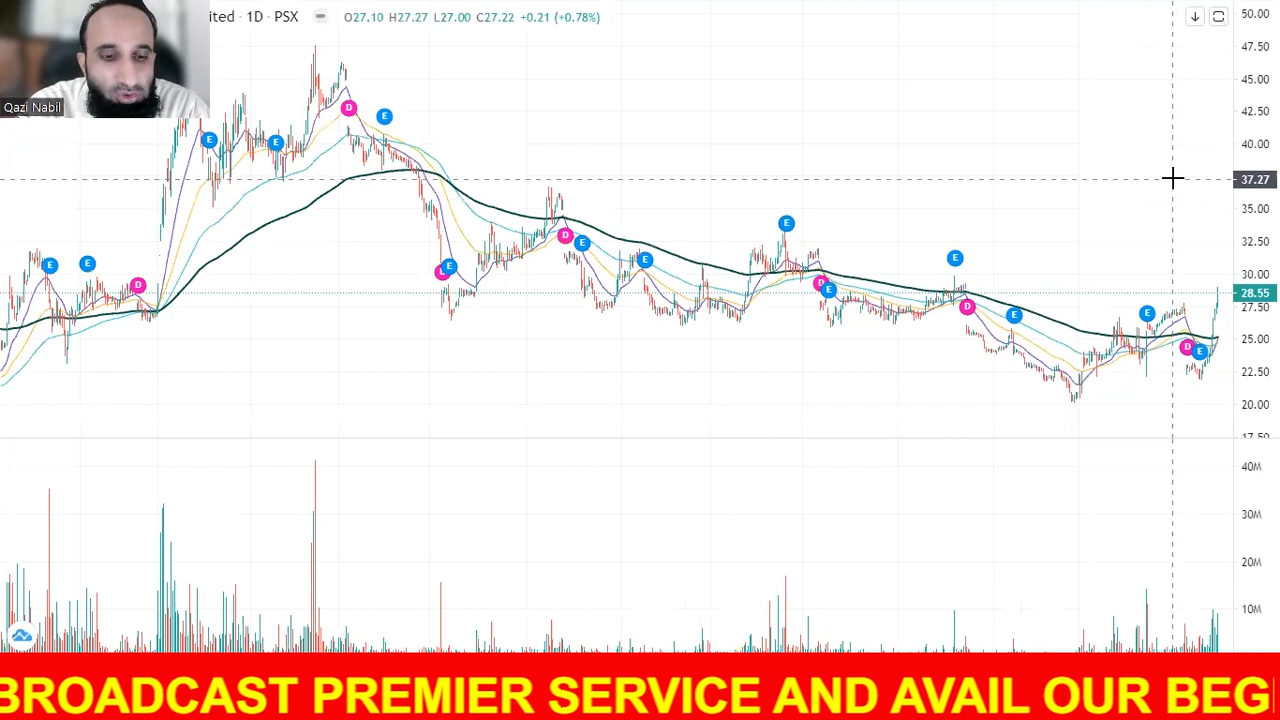 ited · 1D · PSX
O27.10 H27.27 L27.00 C27.22 +0.21 (+0.78%)
Qazi Nabil
50.00
47.50
45.00
42.50
40.00
37.27
35.00
32.50
30.00
28.55
27.50
25.00
22.50
20.00
17.50
40M
30M
20M
10M
E
E
D
E
E
D
E
E
D
E
E
E
D
E
E
D
E
E
D
E
BROADCAST PREMIER SERVICE AND AVAIL OUR BEG